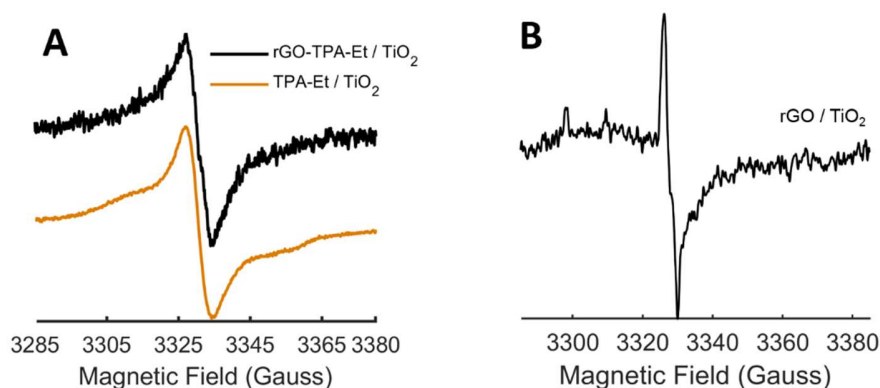 A
rGO-TPA-Et / TiO2
TPA-Et / TiO2
3285 3305 3325 3345 3365 3380
Magnetic Field (Gauss)
B
rGO / TiO2
3300 3320 3340 3360 3380
Magnetic Field (Gauss)